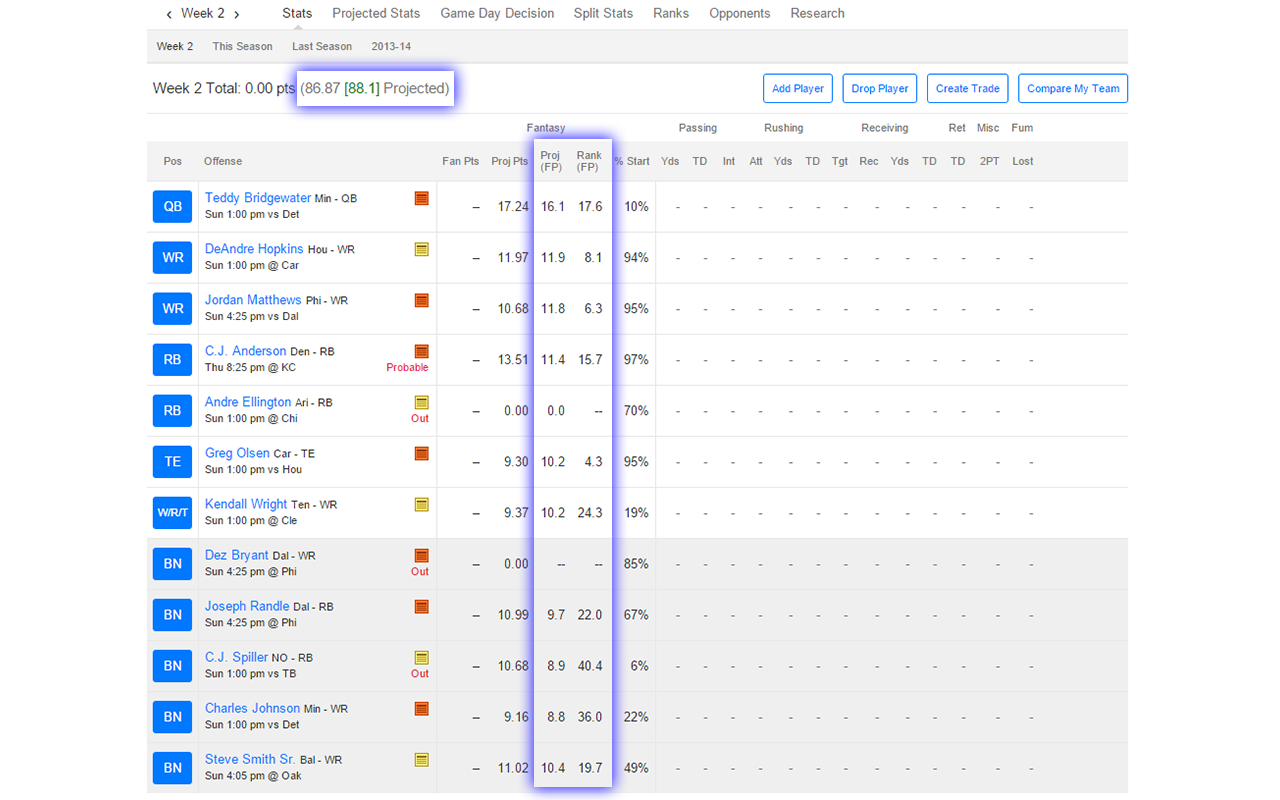 ‹ Week 2 › Stats Projected Stats Game Day Decision Split Stats Ranks Opponents Research
Week 2 This Season Last Season 2013-14
Week 2 Total: 0.00 pts (86.87 [88.1] Projected) Add Player Drop Player Create Trade Compare My Team
Fantasy Passing Rushing Receiving Ret Misc Fum
Pos Offense Fan Pts Proj Pts Proj (FP) Rank (FP) % Start Yds TD Int Att Yds TD Tgt Rec Yds TD TD 2PT Lost
QB Teddy Bridgewater Min - QB – 17.24 16.1 17.6 10% - - - - - - - - - - - - -
Sun 1:00 pm vs Det
WR DeAndre Hopkins Hou - WR – 11.97 11.9 8.1 94% - - - - - - - - - - - - -
Sun 1:00 pm @ Car
WR Jordan Matthews Phi - WR – 10.68 11.8 6.3 95% - - - - - - - - - - - - -
Sun 4:25 pm vs Dal
RB C.J. Anderson Den - RB – 13.51 11.4 15.7 97% - - - - - - - - - - - - -
Thu 8:25 pm @ KC Probable
RB Andre Ellington Ari - RB – 0.00 0.0 -- 70% - - - - - - - - - - - - -
Sun 1:00 pm @ Chi Out
TE Greg Olsen Car - TE – 9.30 10.2 4.3 95% - - - - - - - - - - - - -
Sun 1:00 pm vs Hou
W/R/T Kendall Wright Ten - WR – 9.37 10.2 24.3 19% - - - - - - - - - - - - -
Sun 1:00 pm @ Cle
BN Dez Bryant Dal - WR – 0.00 -- -- 85% - - - - - - - - - - - - -
Sun 4:25 pm @ Phi Out
BN Joseph Randle Dal - RB – 10.99 9.7 22.0 67% - - - - - - - - - - - - -
Sun 4:25 pm @ Phi
BN C.J. Spiller NO - RB – 10.68 8.9 40.4 6% - - - - - - - - - - - - -
Sun 1:00 pm vs TB Out
BN Charles Johnson Min - WR – 9.16 8.8 36.0 22% - - - - - - - - - - - - -
Sun 1:00 pm vs Det
BN Steve Smith Sr. Bal - WR – 11.02 10.4 19.7 49% - - - - - - - - - - - - -
Sun 4:05 pm @ Oak